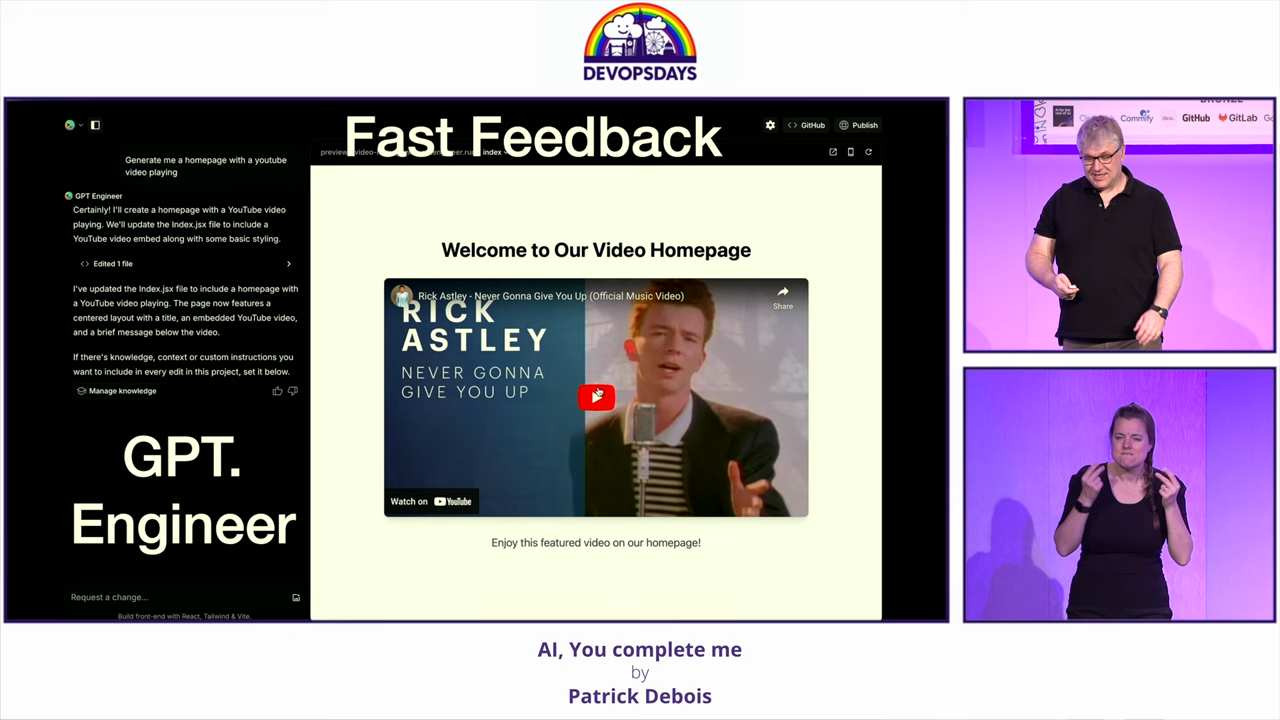 DEVOPSDAYS
Fast Feedback
GitHub
Publish
index
Generate me a homepage with a youtube
video playing
GPT Engineer
Certainly! I'll create a homepage with a YouTube video
playing. We'll update the Index.jsx file to include a
YouTube video embed along with some basic styling.
Edited 1 file
I've updated the Index.jsx file to include a homepage with
a YouTube video playing. The page now features a
centered layout with a title, an embedded YouTube video,
and a brief message below the video.
If there's knowledge, context or custom instructions you
want to include in every edit in this project, set it below.
Manage knowledge
GPT.
Engineer
Request a change...
Build front-end with React, Tailwind & Vite.
Welcome to Our Video Homepage
Rick Astley - Never Gonna Give You Up (Official Music Video)
Share
RICK
ASTLEY
NEVER GONNA
GIVE YOU UP
Watch on YouTube
Enjoy this featured video on our homepage!
Commify
GitHub
GitLab
AI, You complete me
by
Patrick Debois